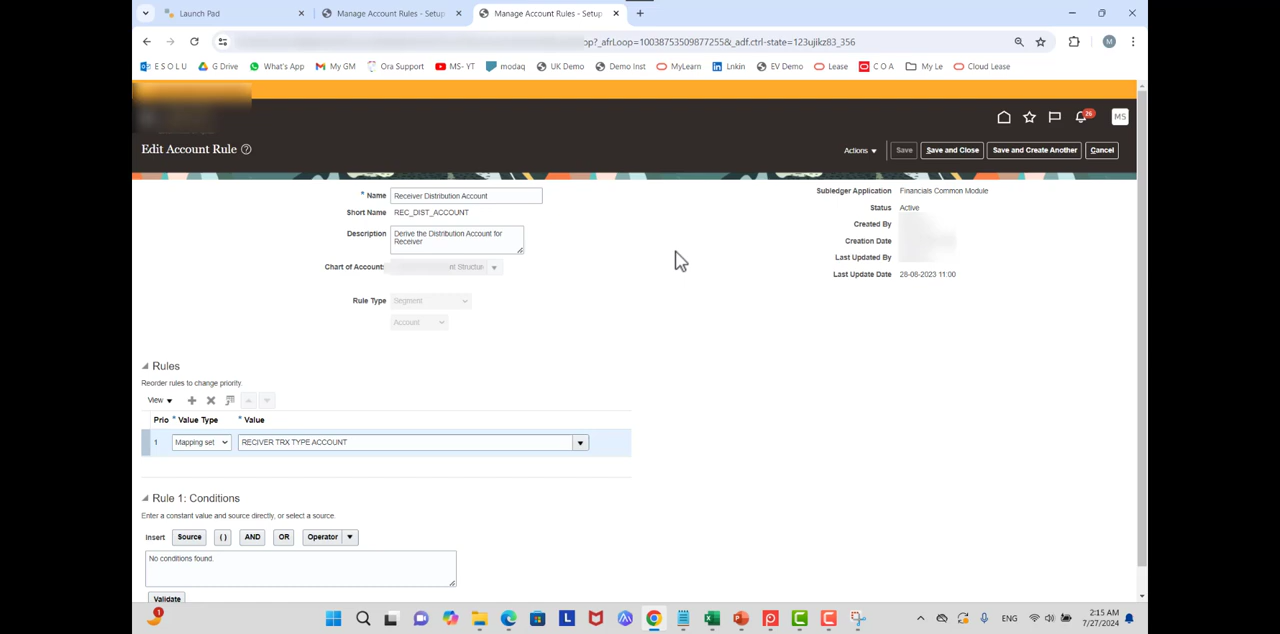 Launch Pad
Manage Account Rules - Setup
Manage Account Rules - Setup
op?_afrLoop=10038753509877255&_adf.ctrl-state=123ujikz83_356
M
E S O L U
G Drive
What's App
My GM
Ora Support
MS- YT
modaq
UK Demo
Demo Inst
MyLearn
Lnkin
EV Demo
Lease
C O A
My Le
Cloud Lease
26
MS
Edit Account Rule
Actions
Save
Save and Close
Save and Create Another
Cancel
* Name Receiver Distribution Account
Short Name REC_DIST_ACCOUNT
Description Derive the Distribution Account for
Receiver
Chart of Accounts nt Structure
Rule Type Segment
Account
Subledger Application Financials Common Module
Status Active
Created By
Creation Date
Last Updated By
Last Update Date 28-08-2023 11:00
Rules
Reorder rules to change priority.
View
Prio * Value Type * Value
1 Mapping set RECIVER TRX TYPE ACCOUNT
Rule 1: Conditions
Enter a constant value and source directly, or select a source.
Insert Source ( ) AND OR Operator
No conditions found.
Validate
1
L
ENG
2:15 AM
7/27/2024